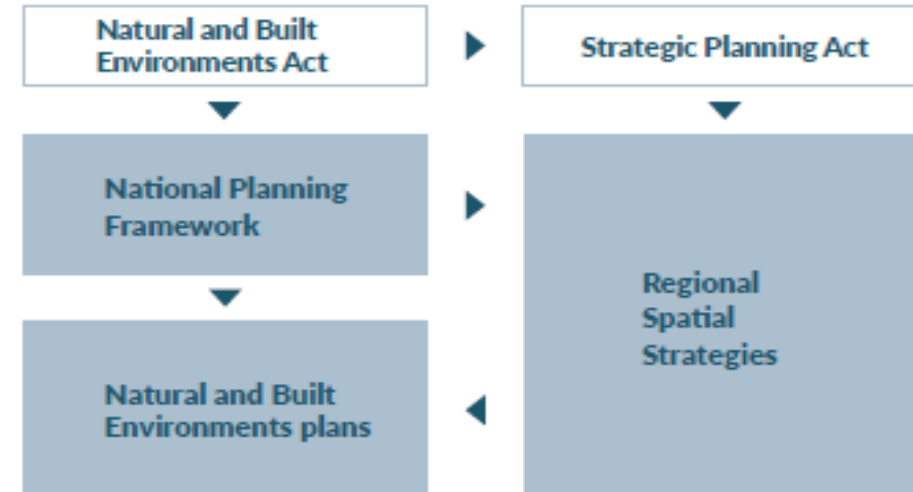 Natural and Built
Environments Act
Strategic Planning Act
National Planning
Framework
Regional
Spatial
Strategies
Natural and Built
Environments plans